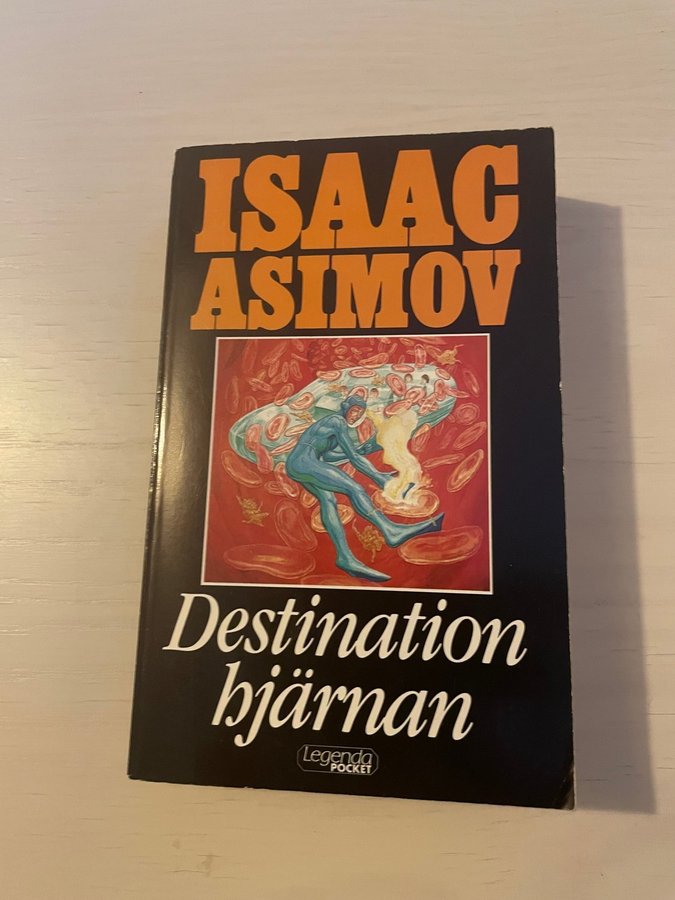 ISAAC
ASIMOV
Destination
hjärnan
Legenda
POCKET